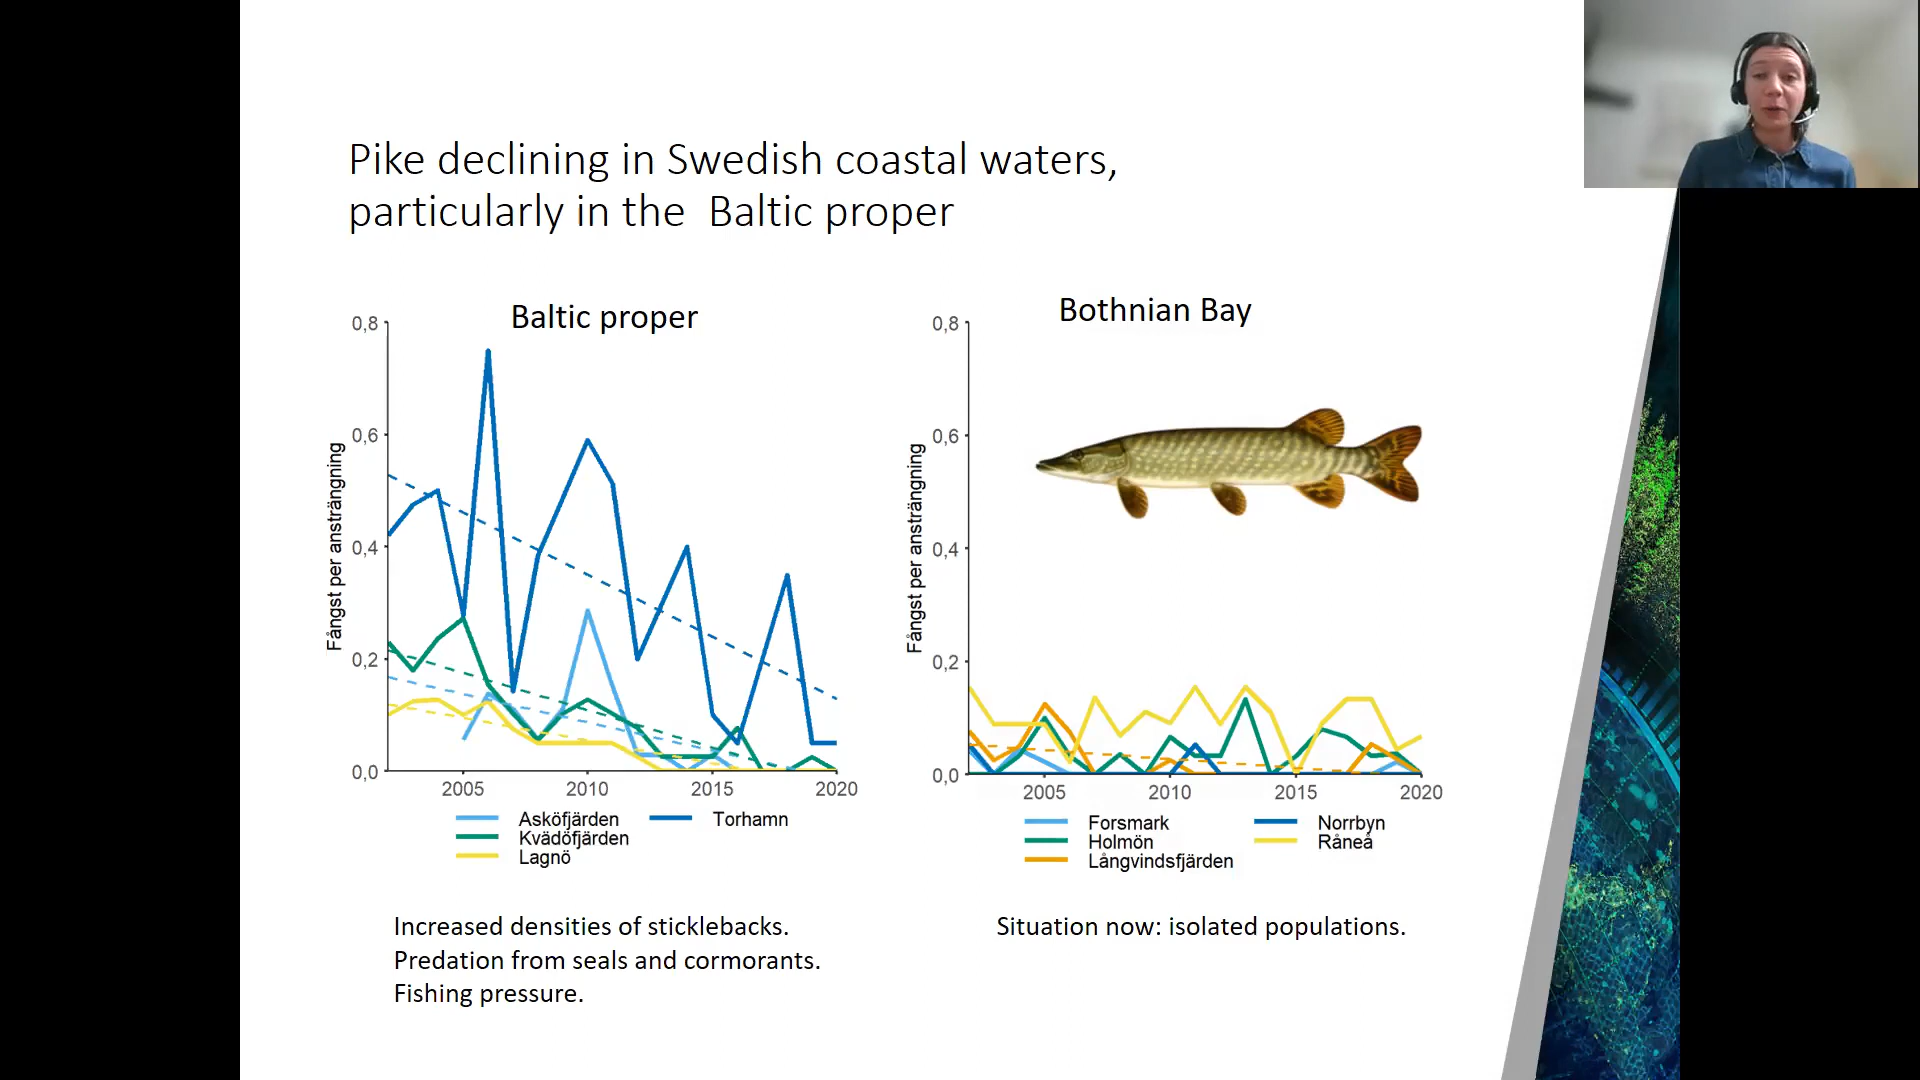 Pike declining in Swedish coastal waters,
particularly in the Baltic proper
Baltic proper
0,8
0,6
0,4
0,2
0,0
Fångst per ansträngning
2005 2010 2015 2020
Asköfjärden Torhamn
Kvädöfjärden
Lagnö
Increased densities of sticklebacks.
Predation from seals and cormorants.
Fishing pressure.
Bothnian Bay
0,8
0,6
0,4
0,2
0,0
Fångst per ansträngning
2005 2010 2015 2020
Forsmark Norrbyn
Holmön Råneå
Långvindsfjärden
Situation now: isolated populations.